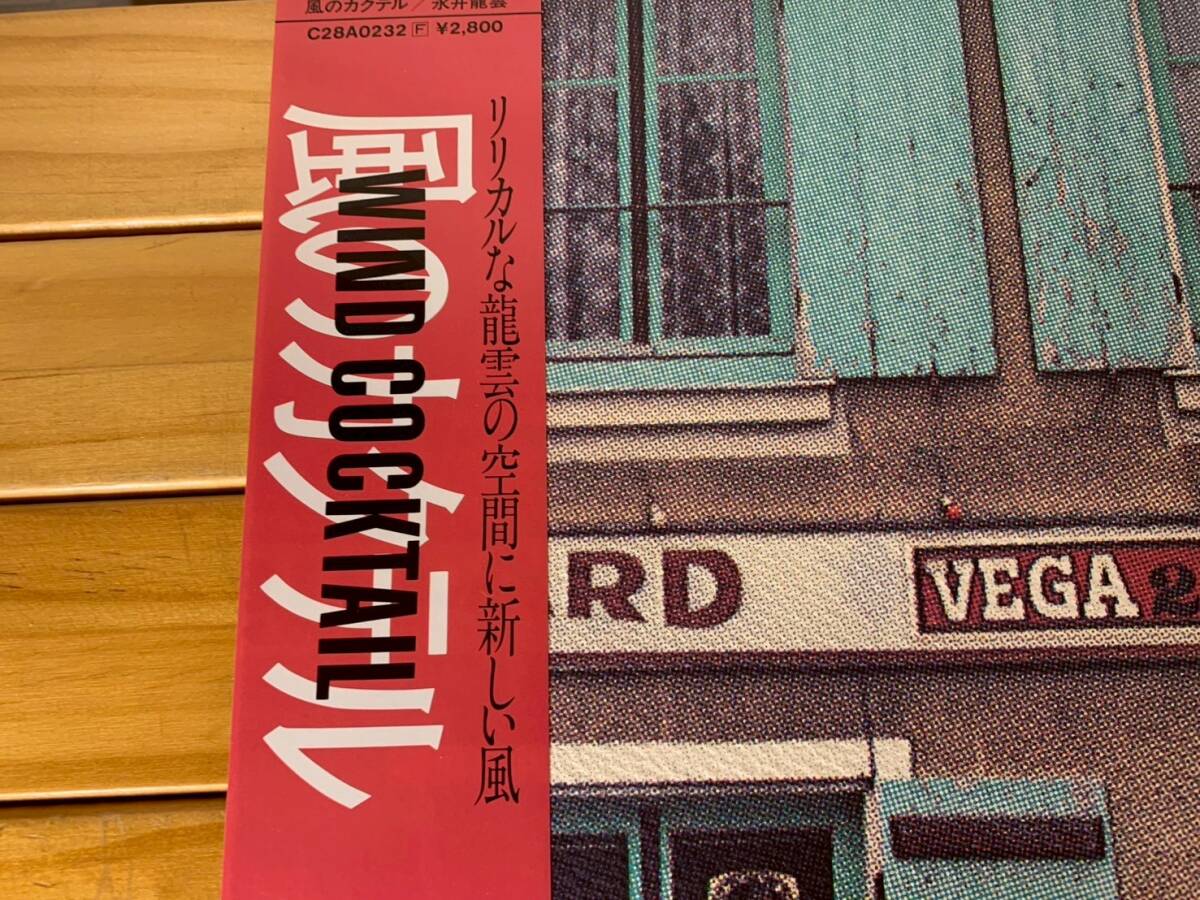 風のカクテル／永井龍雲
C28A0232 F ¥2,800
リリカルな龍雲の空間に新しい風
風のカクテル
WIND COCKTAIL
RD
VEGA 2